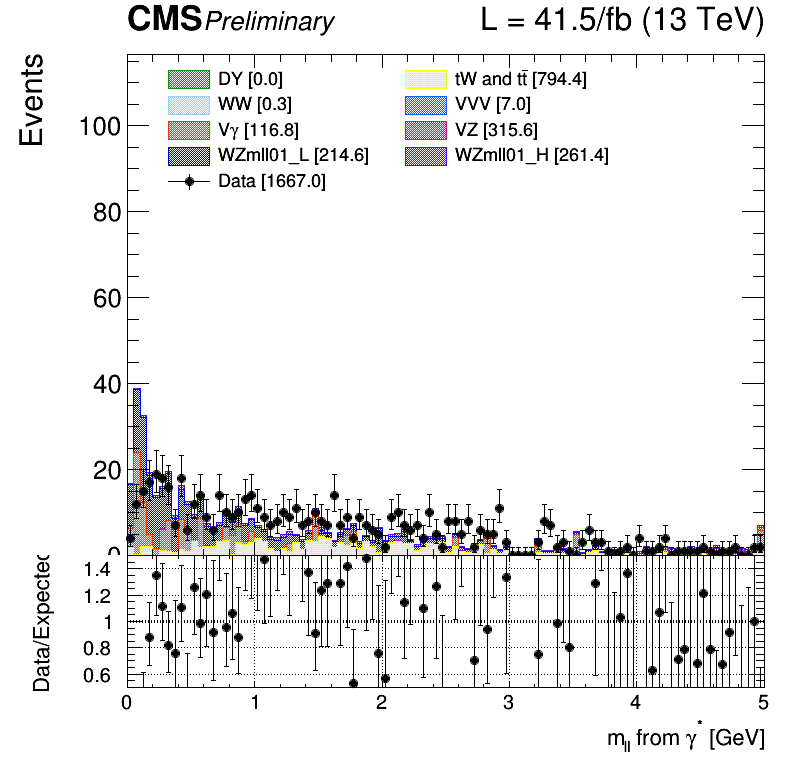 CMS Preliminary L = 41.5/fb (13 TeV)
Events
DY [0.0] tW and tt̄ [794.4]
WW [0.3] VVV [7.0]
Vγ [116.8] VZ [315.6]
WZmll01_L [214.6] WZmll01_H [261.4]
Data [1667.0]
100
80
60
40
20
0
Data/Expected
1.4
1.2
1
0.8
0.6
0 1 2 3 4 5
m_ll from γ* [GeV]